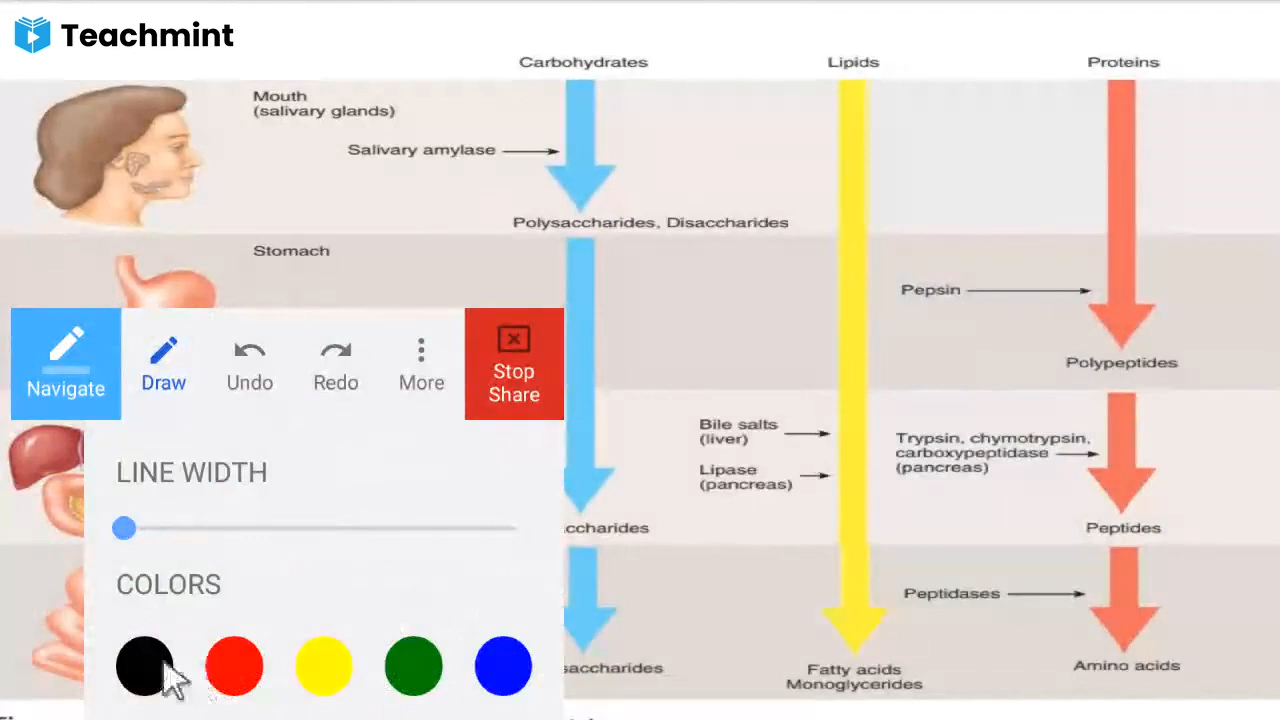 Teachmint
Carbohydrates
Lipids
Proteins
Mouth
(salivary glands)
Salivary amylase
Polysaccharides, Disaccharides
Stomach
Pepsin
Polypeptides
Navigate
Draw
Undo
Redo
More
Stop
Share
Bile salts
(liver)
Lipase
(pancreas)
Trypsin, chymotrypsin,
carboxypeptidase
(pancreas)
LINE WIDTH
ccharides
Peptides
COLORS
Peptidases
saccharides
Fatty acids
Monoglycerides
Amino acids